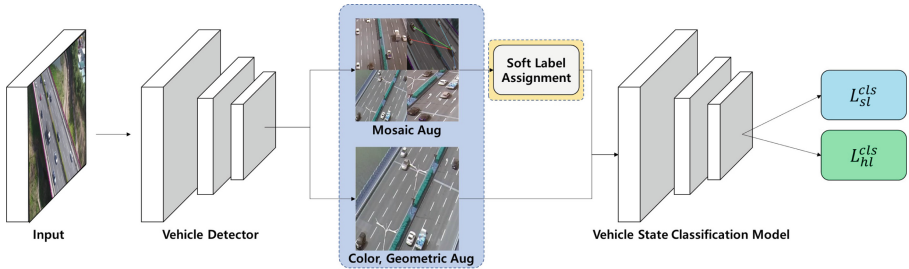 Input
Vehicle Detector
Mosaic Aug
Color, Geometric Aug
Soft Label
Assignment
Vehicle State Classification Model
L_{sl}^{cls}
L_{hl}^{cls}